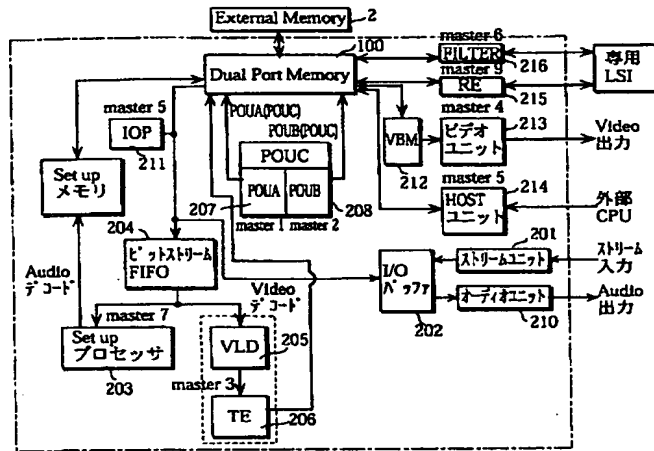 External Memory
2
100
Dual Port Memory
master 6
FILTER
216
master 9
RE
215
専用
LSI
POUA(POUC)
POUB(POUC)
master 5
IOP
211
VBM
212
master 4
ビデオ
ユニット
213
Video
出力
POUC
POUA
POUB
207
208
master 1
master 2
master 5
HOST
ユニット
214
外部
CPU
Set up
メモリ
204
ビットストリーム
FIFO
I/O
バッファ
202
201
ストリームユニット
ストリーム
入力
オーディオユニット
210
Audio
出力
Audio
デコード
Video
デコード
master 7
Set up
プロセッサ
203
VLD
205
master 3
TE
206